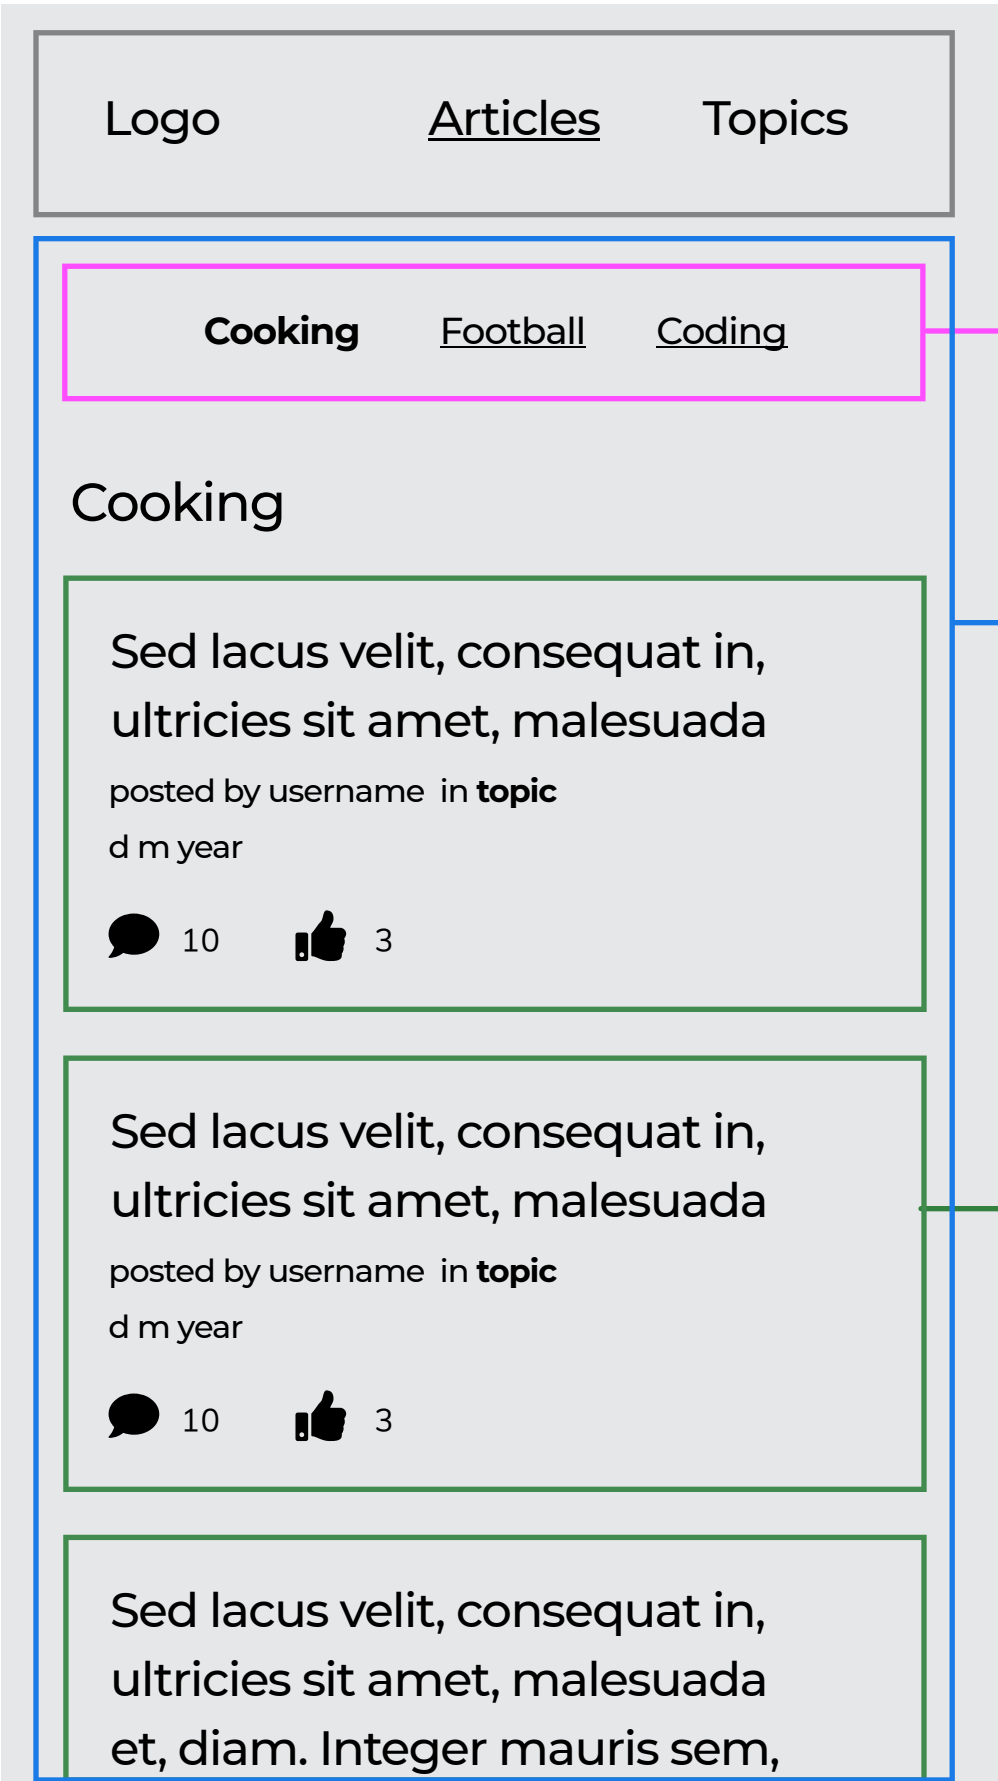 Logo Articles Topics
Cooking Football Coding
Cooking
Sed lacus velit, consequat in,
ultricies sit amet, malesuada
posted by username in topic
d m year
10 3
Sed lacus velit, consequat in,
ultricies sit amet, malesuada
posted by username in topic
d m year
10 3
Sed lacus velit, consequat in,
ultricies sit amet, malesuada
et, diam. Integer mauris sem,